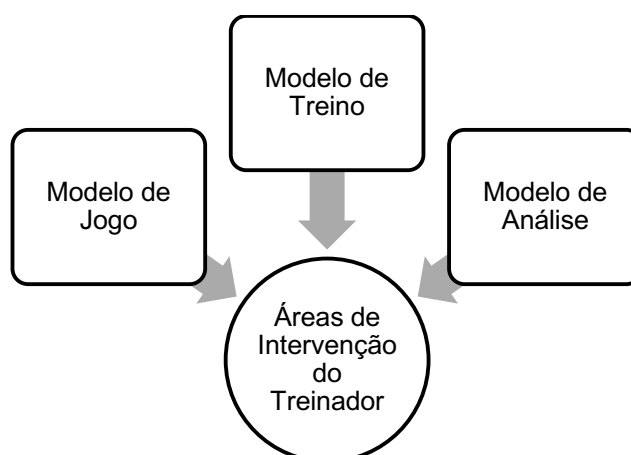 Modelo de
Treino
Modelo de
Jogo
Modelo de
Análise
Áreas de
Intervenção
do
Treinador